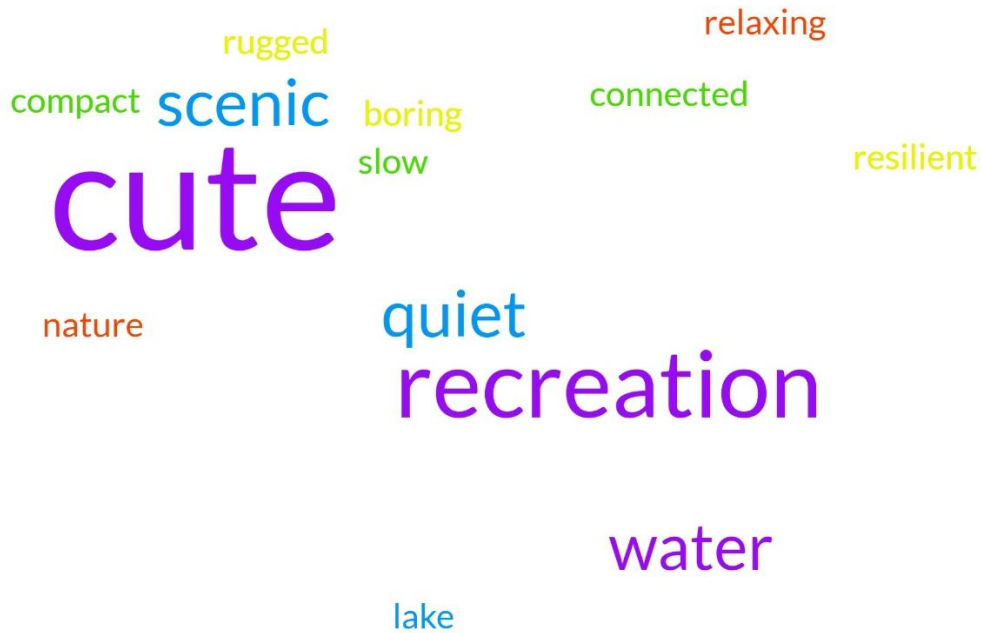 relaxing
rugged
compact
scenic
boring
connected
slow
resilient
cute
nature
quiet
recreation
water
lake